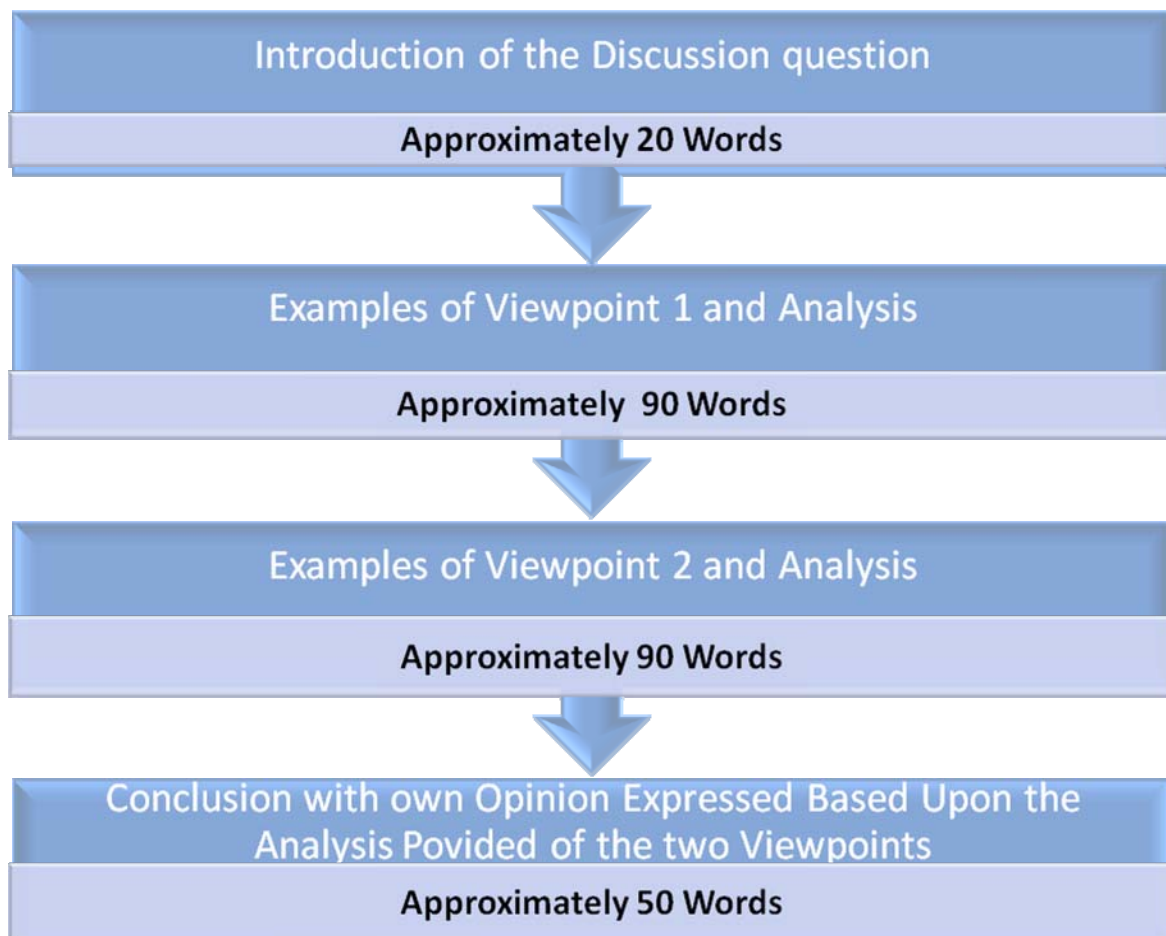 Introduction of the Discussion question
Approximately 20 Words
Examples of Viewpoint 1 and Analysis
Approximately  90 Words
Examples of Viewpoint 2 and Analysis
Approximately 90 Words
Conclusion with own Opinion Expressed Based Upon the
Analysis Povided of the two Viewpoints
Approximately 50 Words